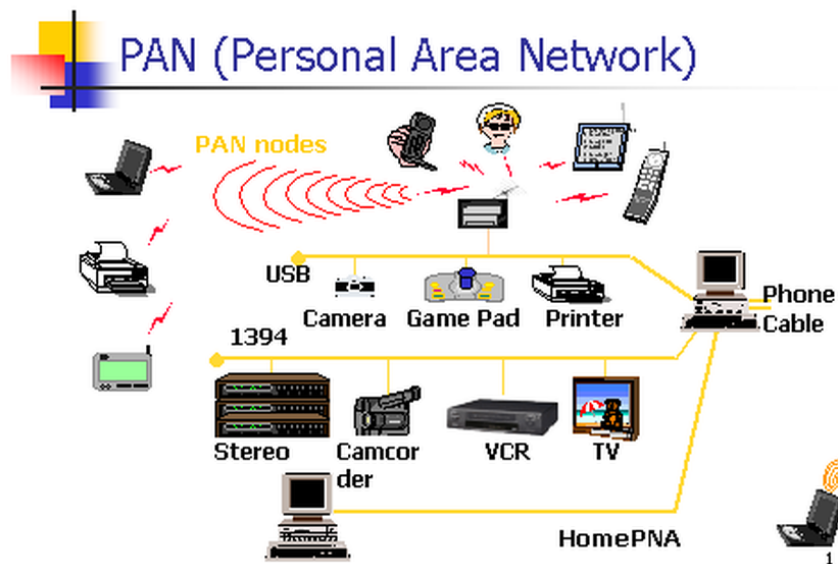 PAN (Personal Area Network)
PAN nodes
USB
Camera
Game Pad
Printer
Phone
Cable
1394
Stereo
Camcor
der
VCR
TV
HomePNA
1